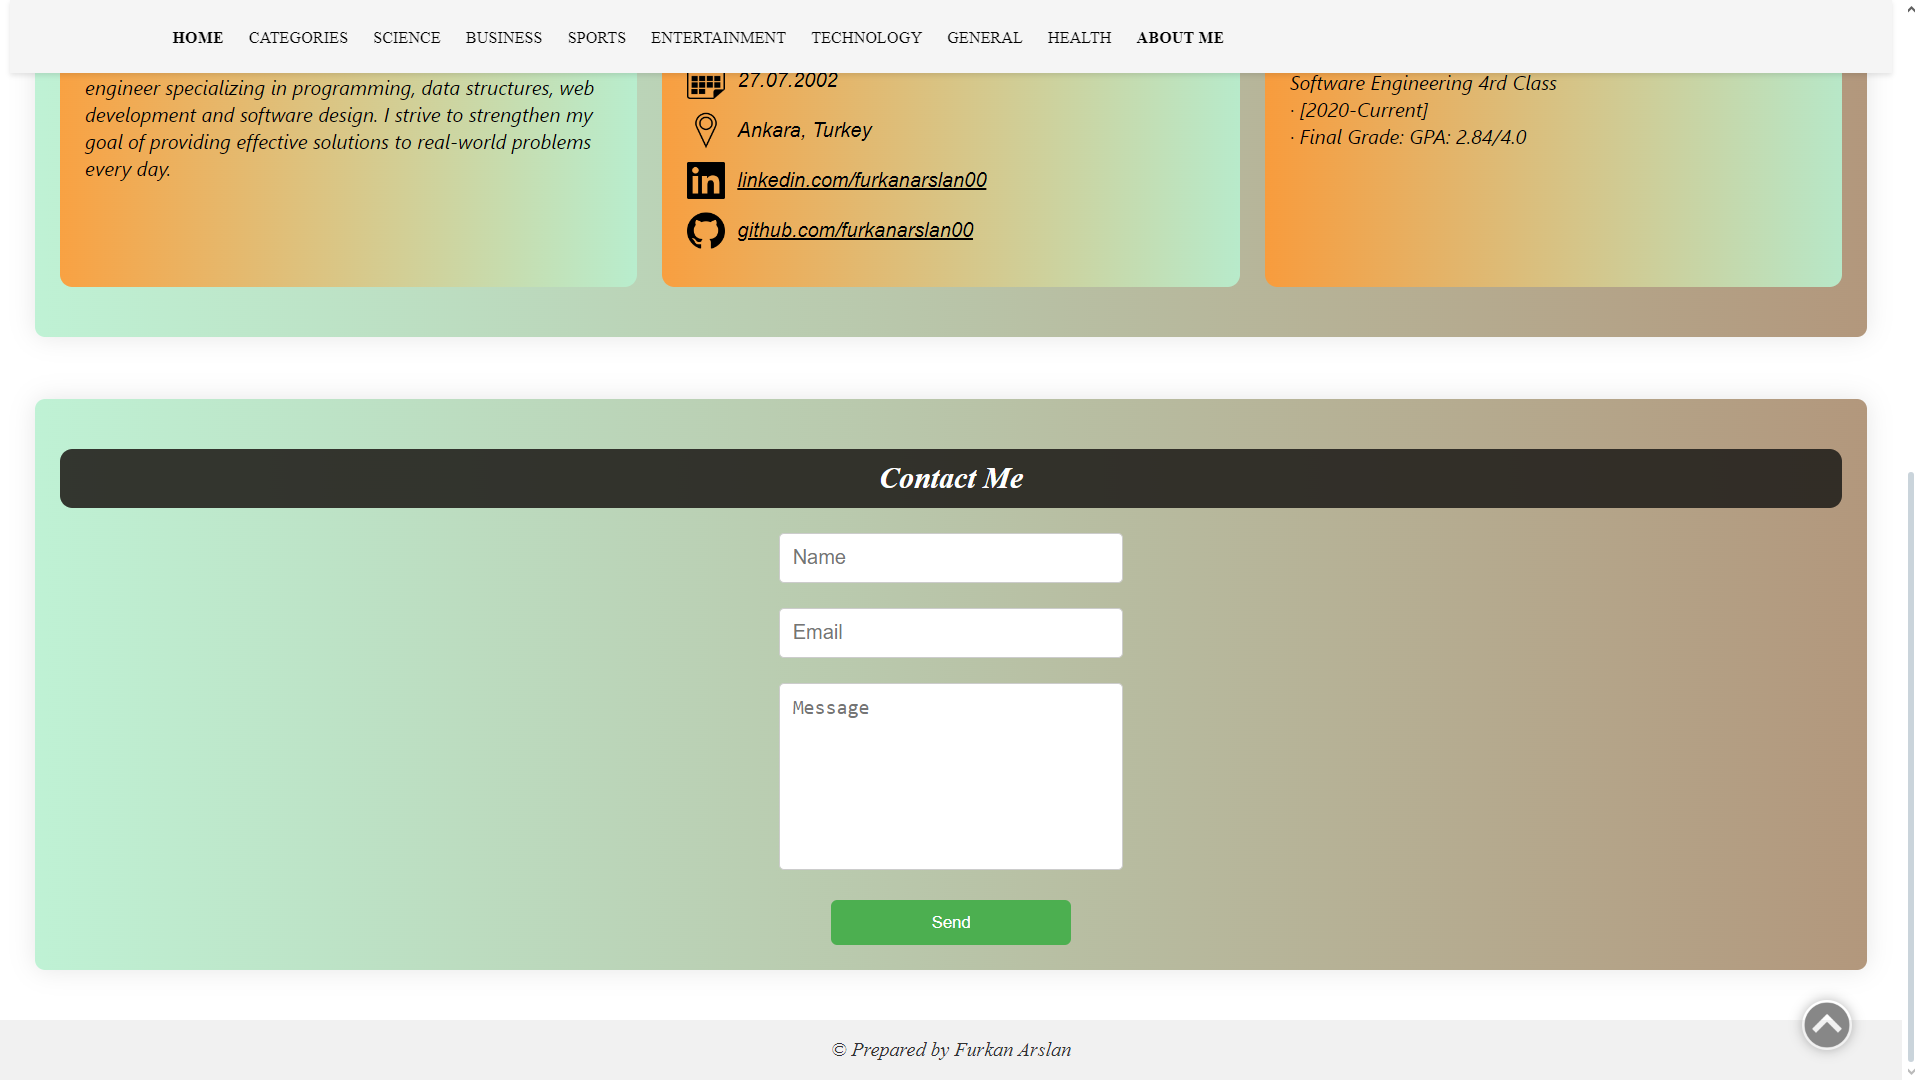 HOME CATEGORIES SCIENCE BUSINESS SPORTS ENTERTAINMENT TECHNOLOGY GENERAL HEALTH ABOUT ME
engineer specializing in programming, data structures, web
development and software design. I strive to strengthen my
goal of providing effective solutions to real-world problems
every day.
27.07.2002
Ankara, Turkey
linkedin.com/furkanarslan00
github.com/furkanarslan00
Software Engineering 4rd Class
· [2020-Current]
· Final Grade: GPA: 2.84/4.0
Contact Me
Name
Email
Message
Send
© Prepared by Furkan Arslan